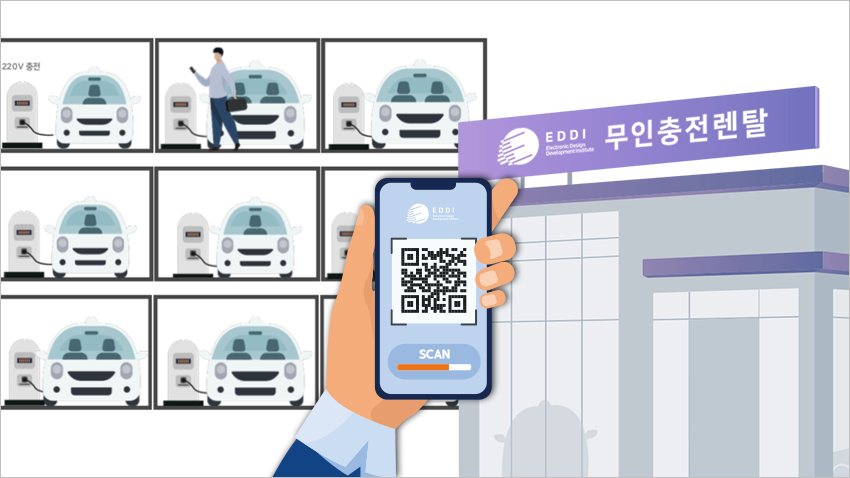 220V 충전
EDDI
Electronic Design
Development Institute
무인충전렌탈
EDDI
SCAN